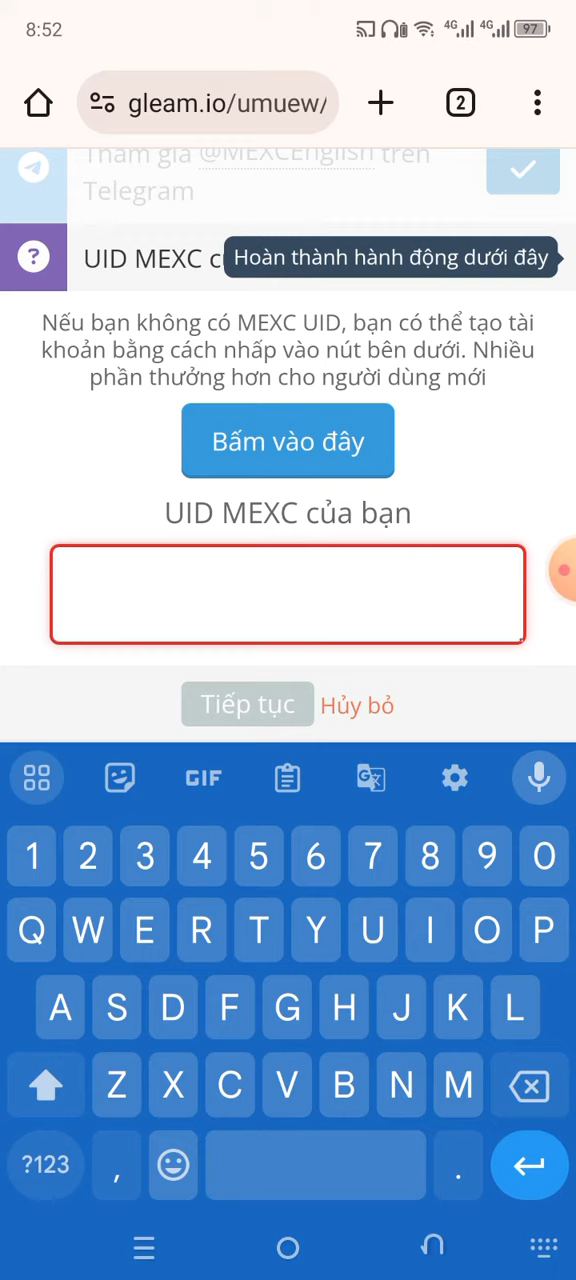 8:52
4G
4G
97
gleam.io/umuew/
2
Tham gia @MEXCEnglish trên
Telegram
?
UID MEXC c
Hoàn thành hành động dưới đây
Nếu bạn không có MEXC UID, bạn có thể tạo tài
khoản bằng cách nhấp vào nút bên dưới. Nhiều
phần thưởng hơn cho người dùng mới
Bấm vào đây
UID MEXC của bạn
Tiếp tục Hủy bỏ
GIF
1 2 3 4 5 6 7 8 9 0
Q W E R T Y U I O P
A S D F G H J K L
Z X C V B N M
?123 , .